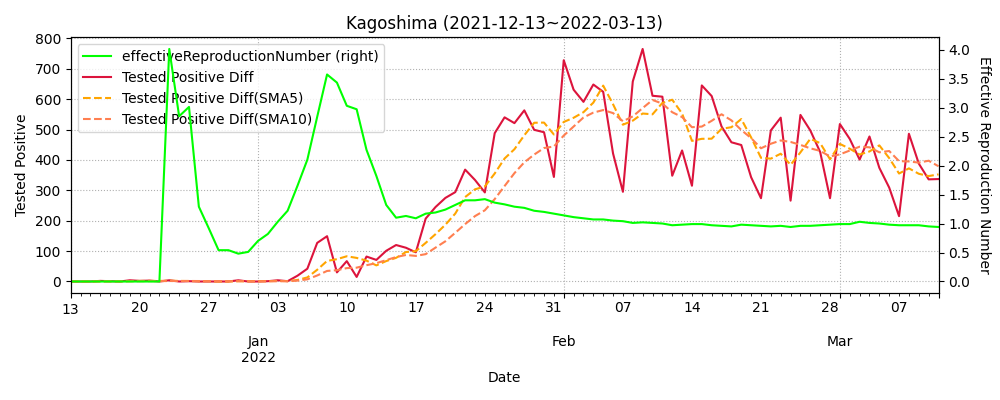 Kagoshima (2021-12-13~2022-03-13)
effectiveReproductionNumber (right)
Tested Positive Diff
Tested Positive Diff(SMA5)
Tested Positive Diff(SMA10)
Tested Positive
800
700
600
500
400
300
200
100
0
4.0
3.5
3.0
2.5
2.0
1.5
1.0
0.5
0.0
Effective Reproduction Number
13 20 27 03 10 17 24 31 07 14 21 28 07
Jan Feb Mar
2022
Date